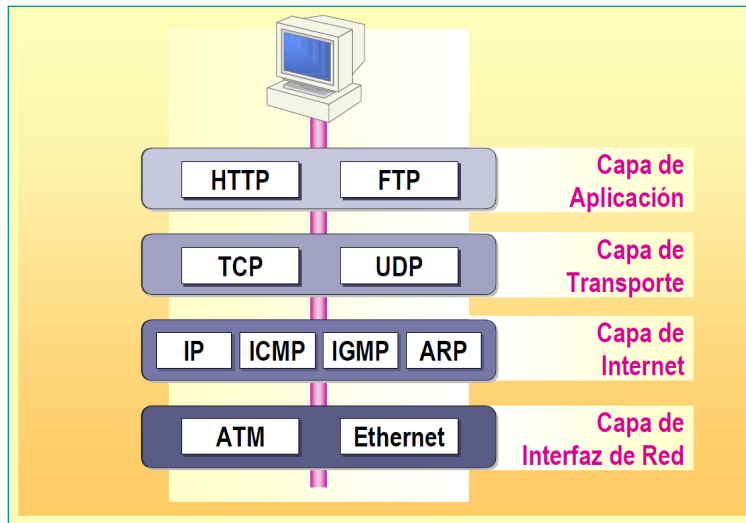 HTTP FTP
Capa de
Aplicación
TCP UDP
Capa de
Transporte
IP ICMP IGMP ARP
Capa de
Internet
ATM Ethernet
Capa de
Interfaz de Red